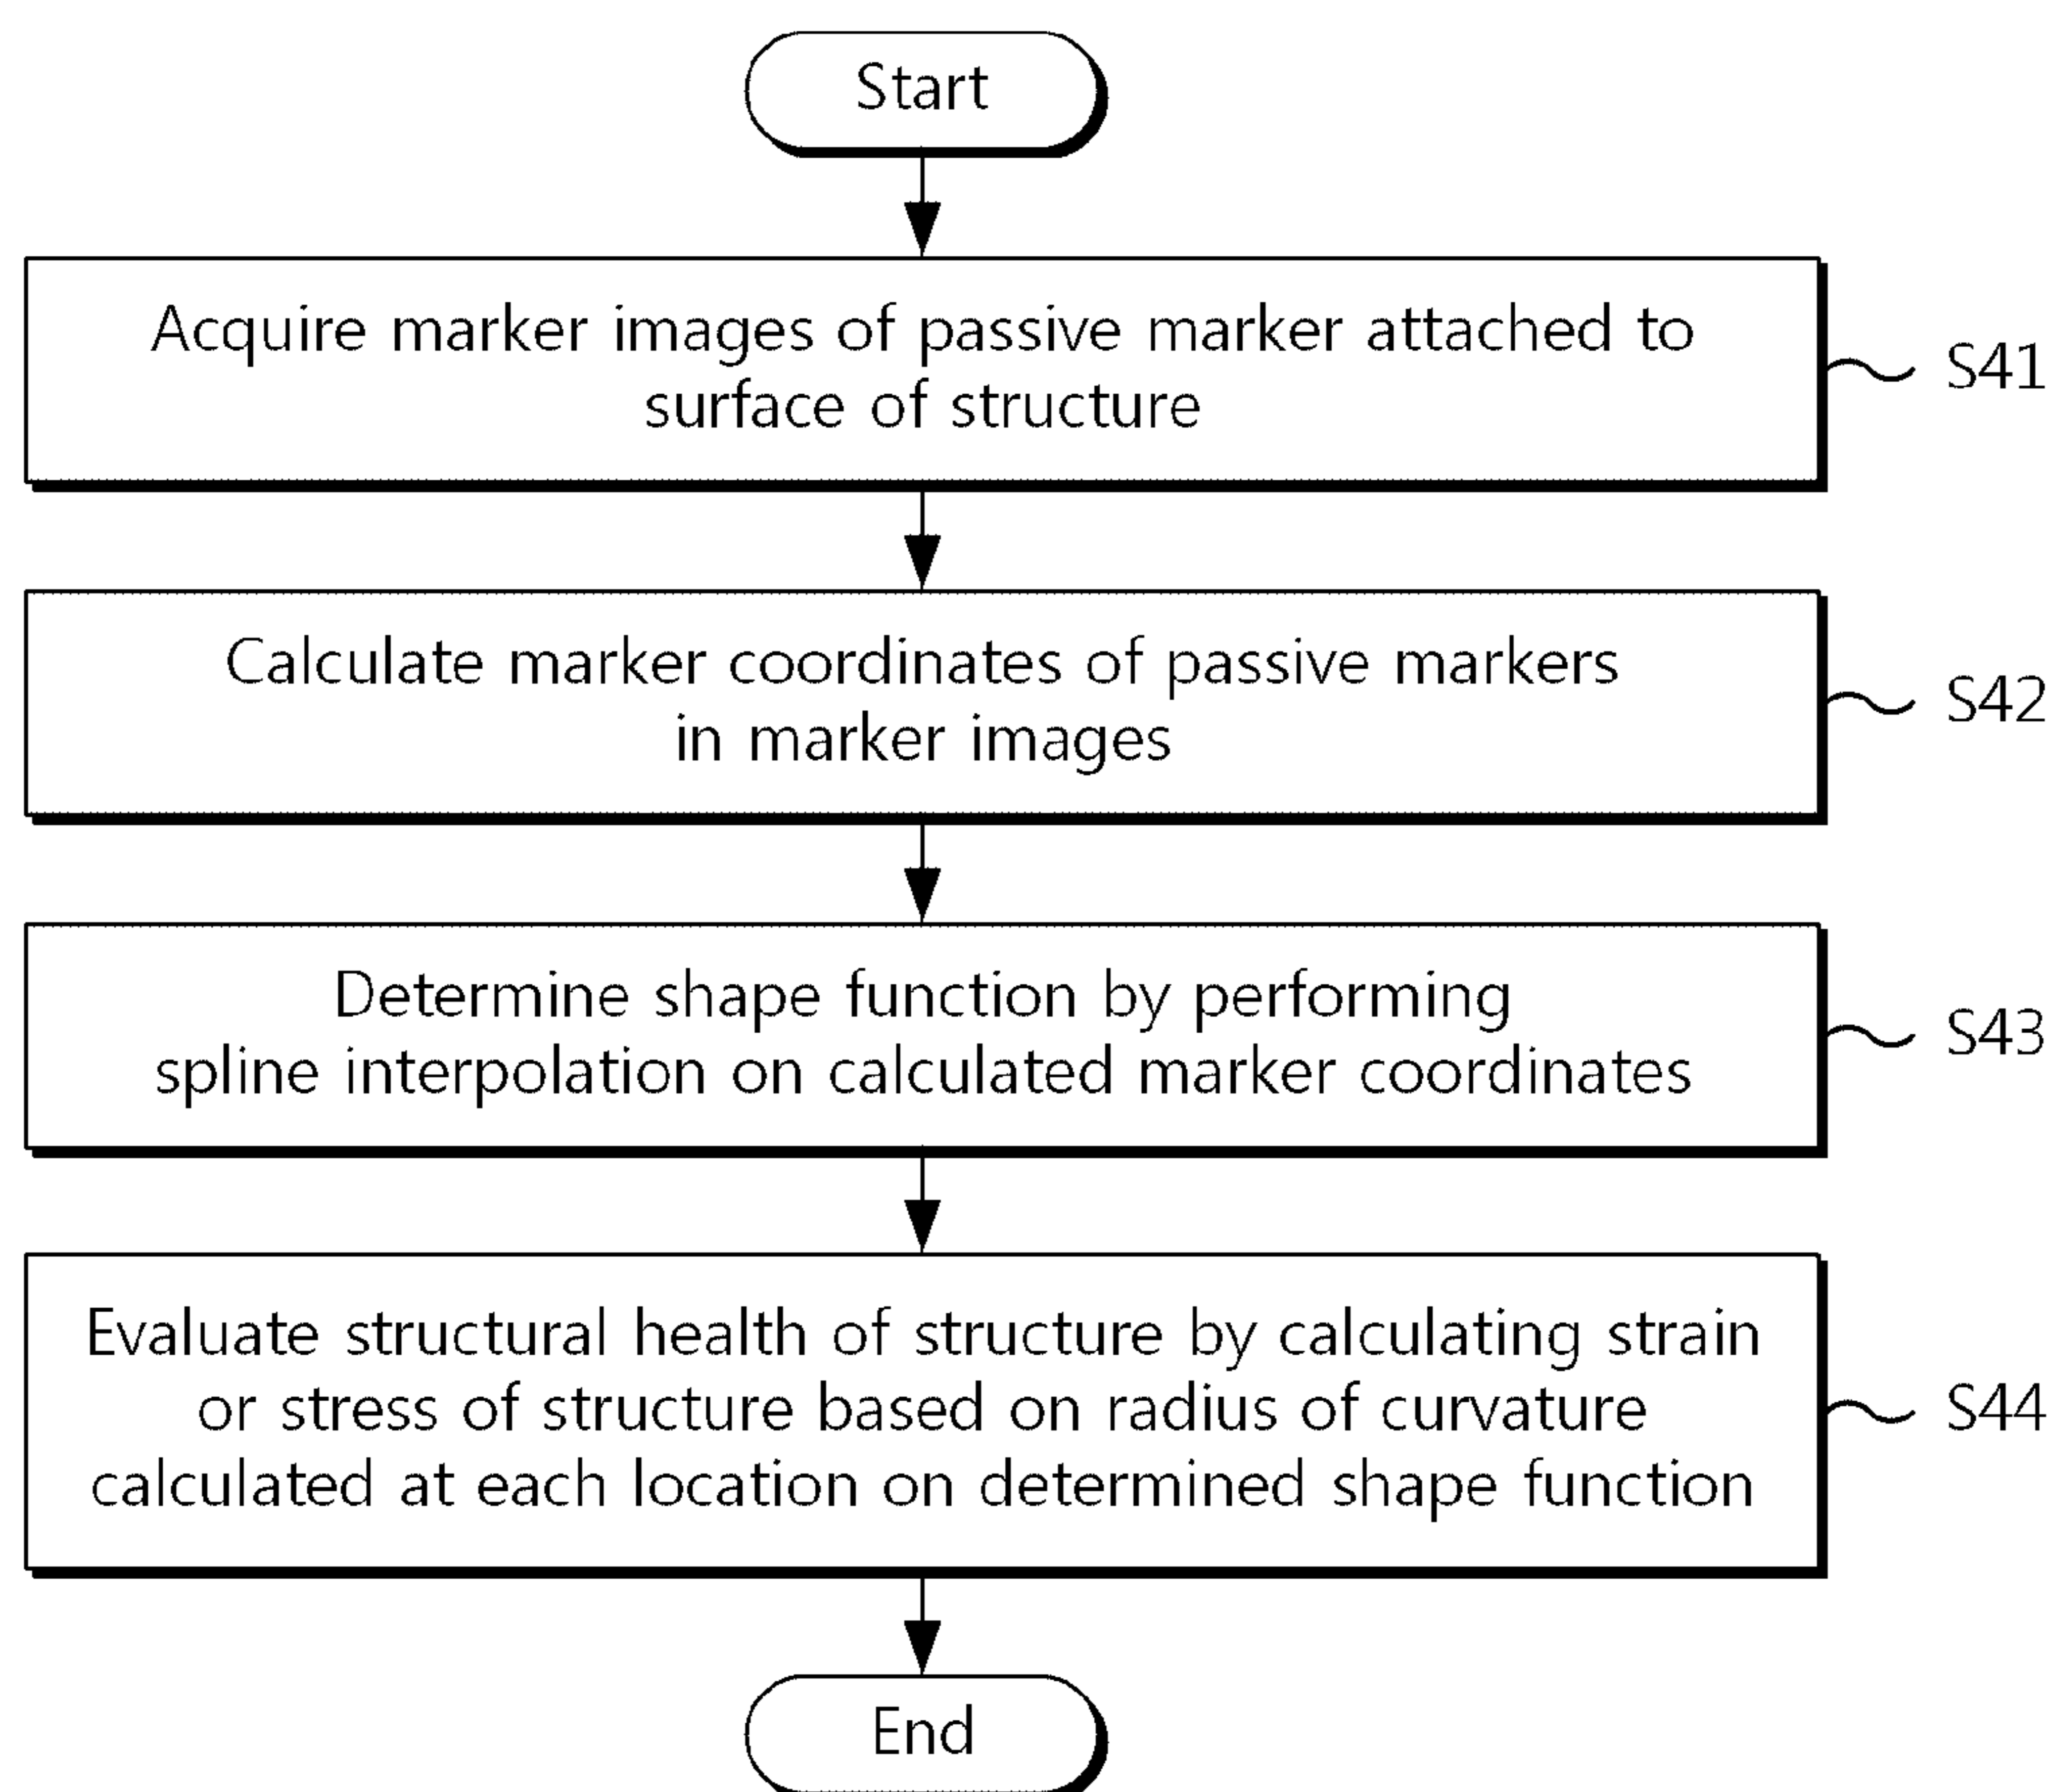 Start
Acquire marker images of passive marker attached to
surface of structure
S41
Calculate marker coordinates of passive markers
in marker images
S42
Determine shape function by performing
spline interpolation on calculated marker coordinates
S43
Evaluate structural health of structure by calculating strain
or stress of structure based on radius of curvature
calculated at each location on determined shape function
S44
End